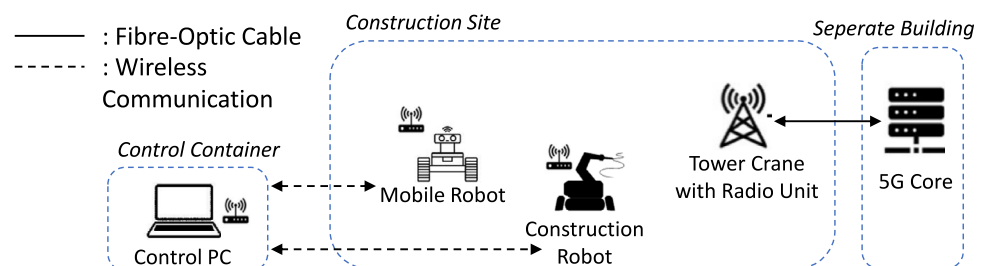 : Fibre-Optic Cable
: Wireless
Communication
Construction Site
Seperate Building
Control Container
Control PC
Mobile Robot
Construction
Robot
Tower Crane
with Radio Unit
5G Core